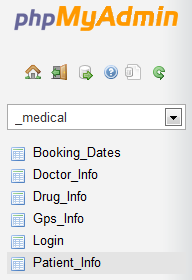 phpMyAdmin
_medical
Booking_Dates
Doctor_Info
Drug_Info
Gps_Info
Login
Patient_Info